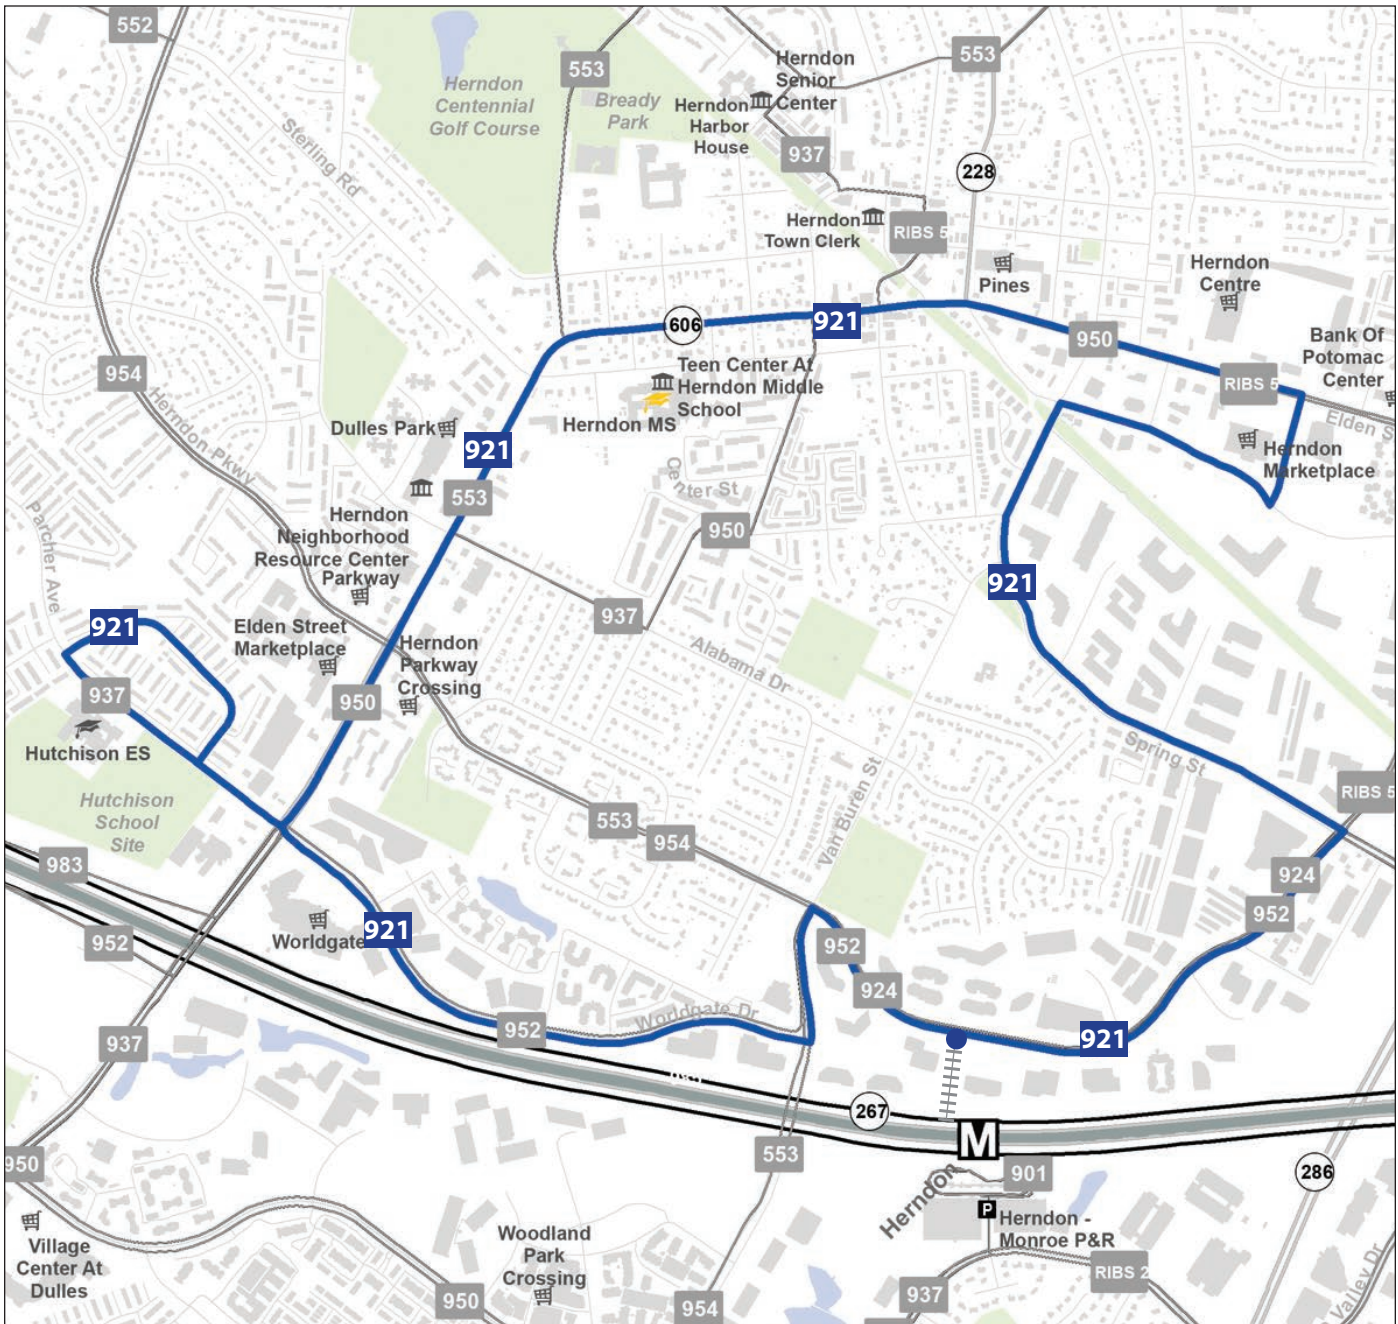 552
553
553
Herndon
Senior
Center
Herndon
Centennial
Golf Course
Bready
Park
Herndon
Harbor
House
Sterling Rd
937
228
Herndon
Town Clerk
RIBS 5
Pines
Herndon
Centre
606
921
950
Bank Of
Potomac
Center
954
Teen Center At
Herndon Middle
School
RIBS 5
Herndon Pkwy
Herndon MS
Elden S
Dulles Park
921
Herndon
Marketplace
Center St
553
Parcher Ave
Herndon
Neighborhood
Resource Center
Parkway
950
921
937
921
Elden Street
Marketplace
Herndon
Parkway
Crossing
Alabama Dr
937
950
Hutchison ES
Spring St
Hutchison
School
Site
Van Buren St
RIBS 5
553
954
983
924
952
Worldgate
921
952
952
924
952
Worldgate Dr
921
937
267
M
553
950
901
286
Herndon
P
Herndon -
Monroe P&R
Village
Center At
Dulles
Woodland
Park
Crossing
RIBS 2
Valley Dr
950
954
937